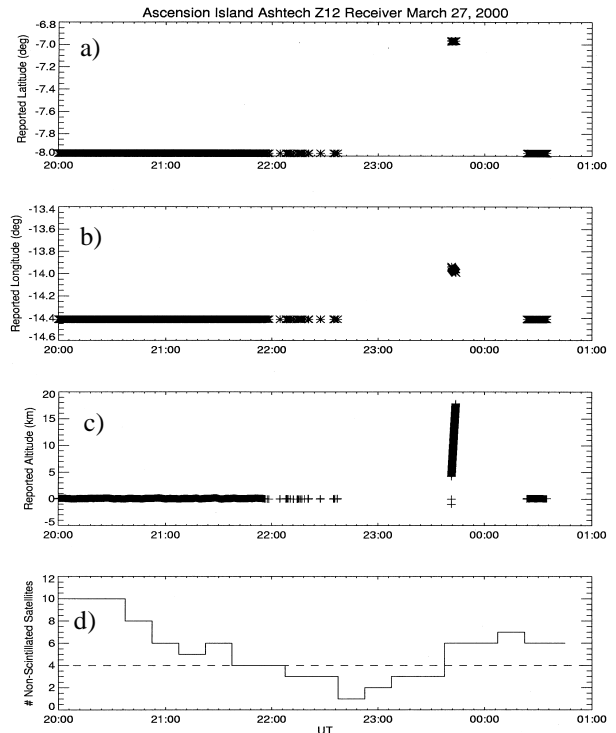 Ascension Island Ashtech Z12 Receiver March 27, 2000
a)
Reported Latitude (deg)
-6.8
-7.0
-7.2
-7.4
-7.6
-7.8
-8.0
20:00 21:00 22:00 23:00 00:00 01:00
b)
Reported Longitude (deg)
-13.4
-13.6
-13.8
-14.0
-14.2
-14.4
-14.6
20:00 21:00 22:00 23:00 00:00 01:00
c)
Reported Altitude (km)
20
15
10
5
0
-5
20:00 21:00 22:00 23:00 00:00 01:00
d)
# Non-Scintillated Satellites
12
10
8
6
4
2
0
20:00 21:00 22:00 23:00 00:00 01:00
UT